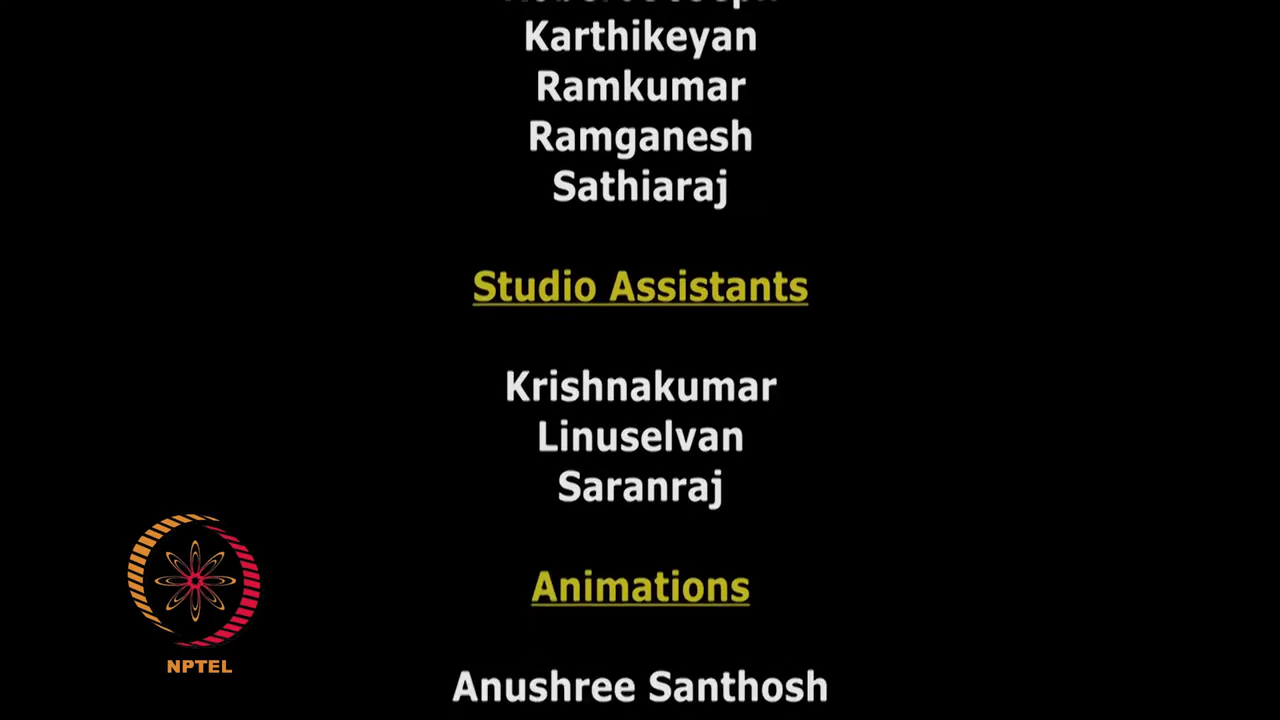 Karthikeyan
Ramkumar
Ramganesh
Sathiaraj
Studio Assistants
Krishnakumar
Linuselvan
Saranraj
Animations
NPTEL
Anushree Santhosh